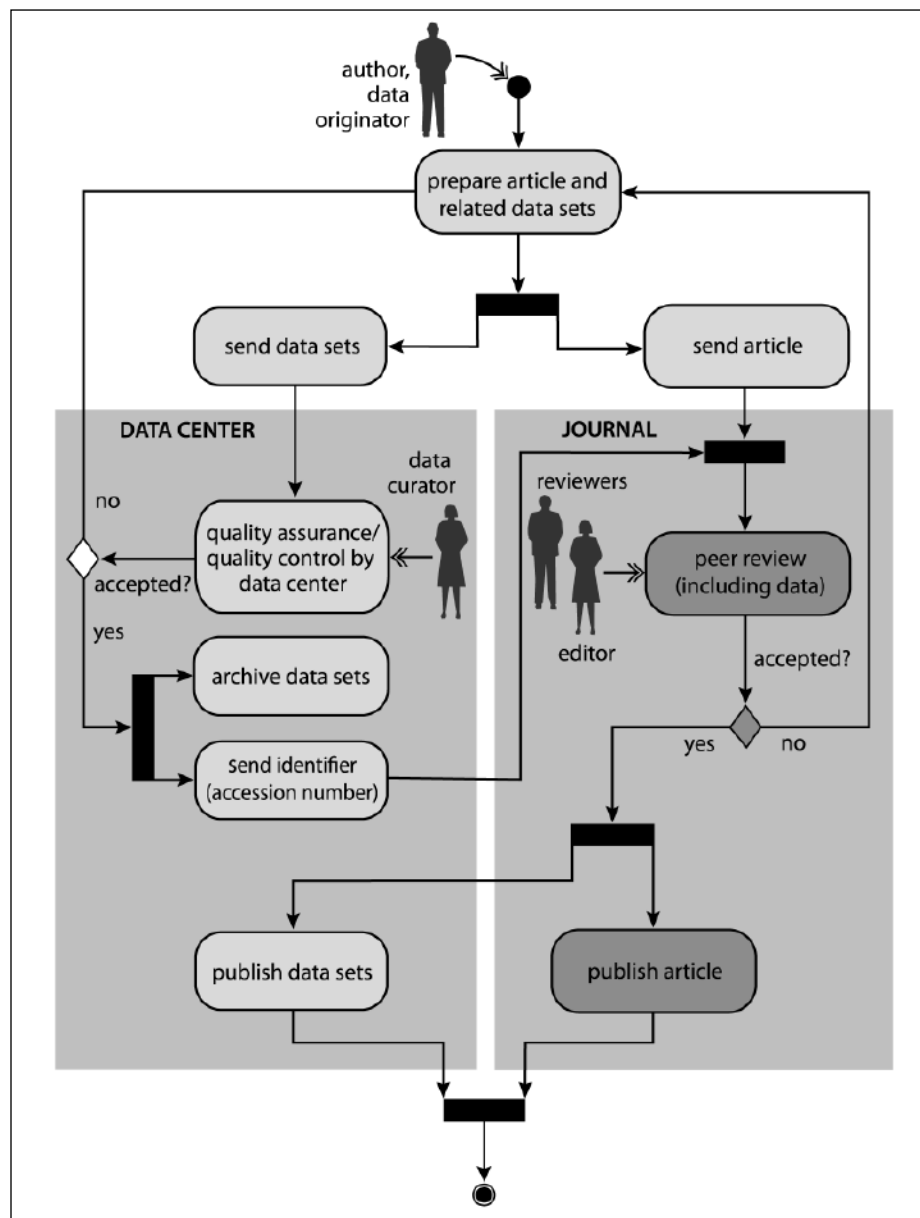 author,
data
originator
prepare article and
related data sets
send data sets
send article
DATA CENTER
JOURNAL
data
curator
reviewers
no
quality assurance/
quality control by
data center
peer review
(including data)
accepted?
yes
editor
accepted?
archive data sets
yes
no
send identifier
(accession number)
publish data sets
publish article